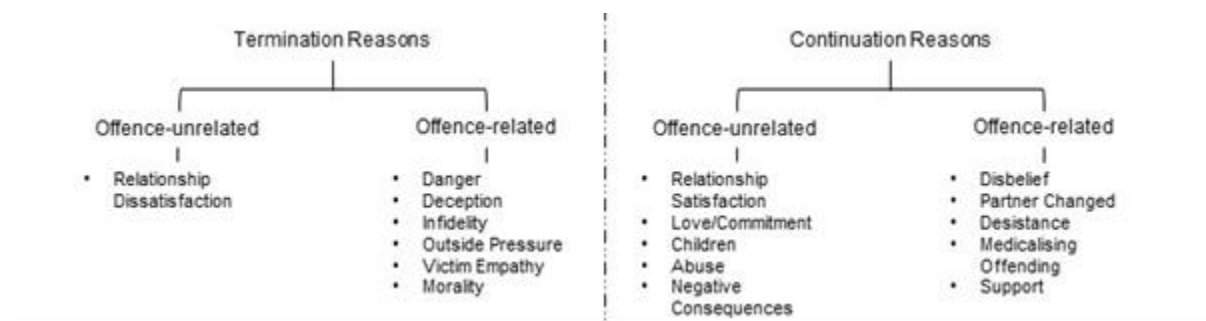 Termination Reasons
Offence-unrelated
• Relationship
Dissatisfaction
Offence-related
• Danger
• Deception
• Infidelity
• Outside Pressure
• Victim Empathy
• Morality
Continuation Reasons
Offence-unrelated
• Relationship
Satisfaction
• Love/Commitment
• Children
• Abuse
• Negative
Consequences
Offence-related
• Disbelief
• Partner Changed
• Desistance
• Medicalising
Offending
• Support